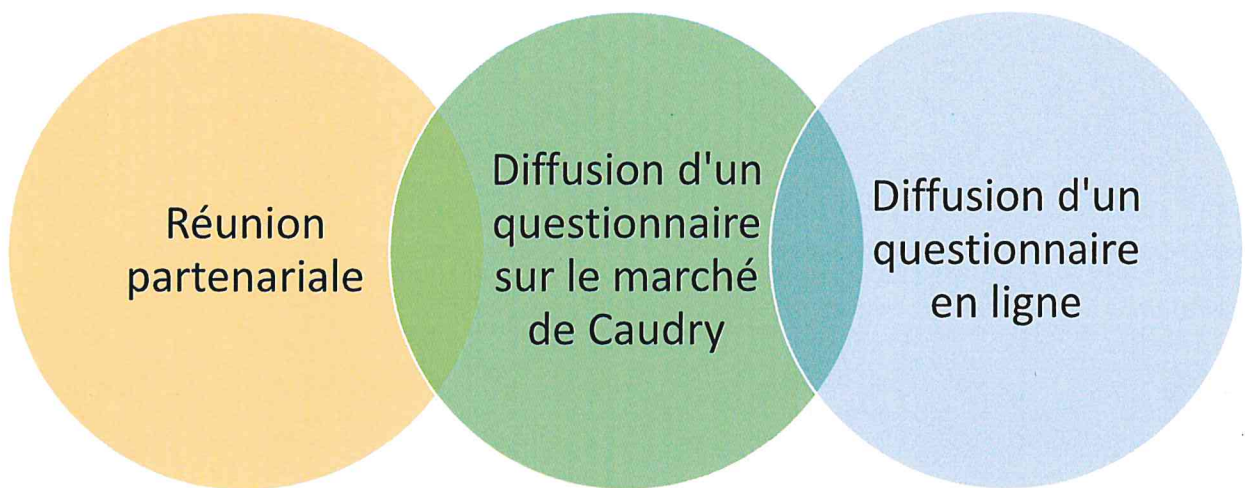 Réunion
partenariale
Diffusion d'un
questionnaire
sur le marché
de Caudry
Diffusion d'un
questionnaire
en ligne